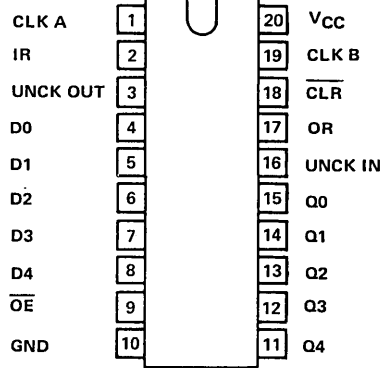 CLK A 1 20 VCC
IR 2 19 CLK B
UNCK OUT 3 18 CLR
D0 4 17 OR
D1 5 16 UNCK IN
D2 6 15 Q0
D3 7 14 Q1
D4 8 13 Q2
OE 9 12 Q3
GND 10 11 Q4